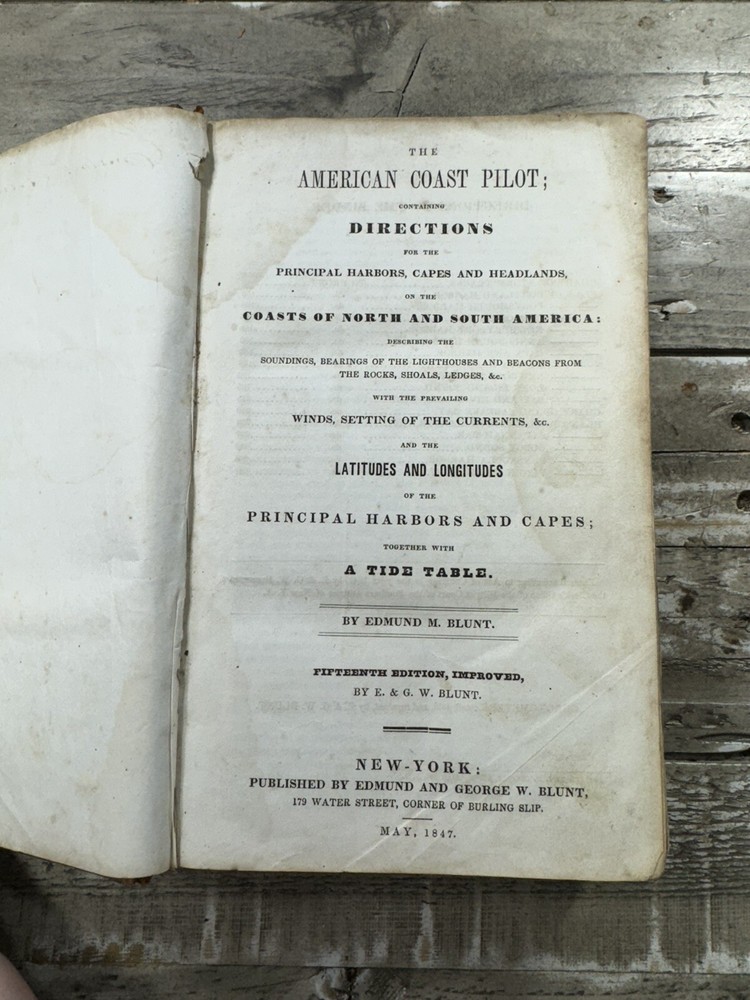 THE
AMERICAN COAST PILOT;
CONTAINING
DIRECTIONS
FOR THE
PRINCIPAL HARBORS, CAPES AND HEADLANDS,
ON THE
COASTS OF NORTH AND SOUTH AMERICA:
DESCRIBING THE
SOUNDINGS, BEARINGS OF THE LIGHTHOUSES AND BEACONS FROM
THE ROCKS, SHOALS, LEDGES, &c.
WITH THE PREVAILING
WINDS, SETTING OF THE CURRENTS, &c.
AND THE
LATITUDES AND LONGITUDES
OF THE
PRINCIPAL HARBORS AND CAPES;
TOGETHER WITH
A TIDE TABLE.
BY EDMUND M. BLUNT.
FIFTEENTH EDITION, IMPROVED,
BY E. & G. W. BLUNT.
NEW-YORK:
PUBLISHED BY EDMUND AND GEORGE W. BLUNT,
179 WATER STREET, CORNER OF BURLING SLIP.
MAY, 1847.